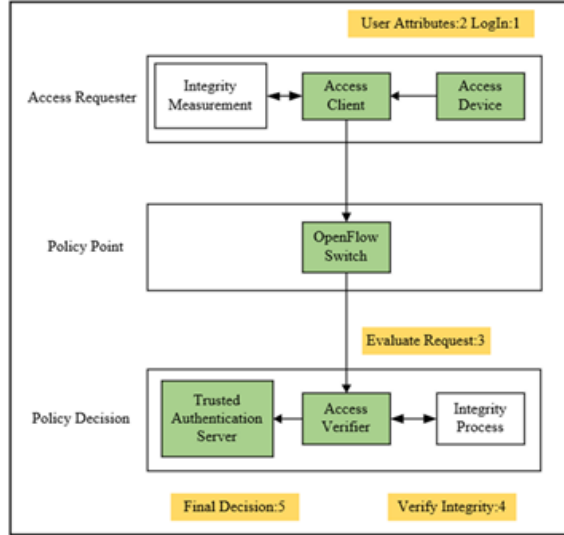 User Attributes:2 LogIn:1
Access Requester
Integrity
Measurement
Access
Client
Access
Device
Policy Point
OpenFlow
Switch
Evaluate Request:3
Policy Decision
Trusted
Authentication
Server
Access
Verifier
Integrity
Process
Final Decision:5
Verify Integrity:4